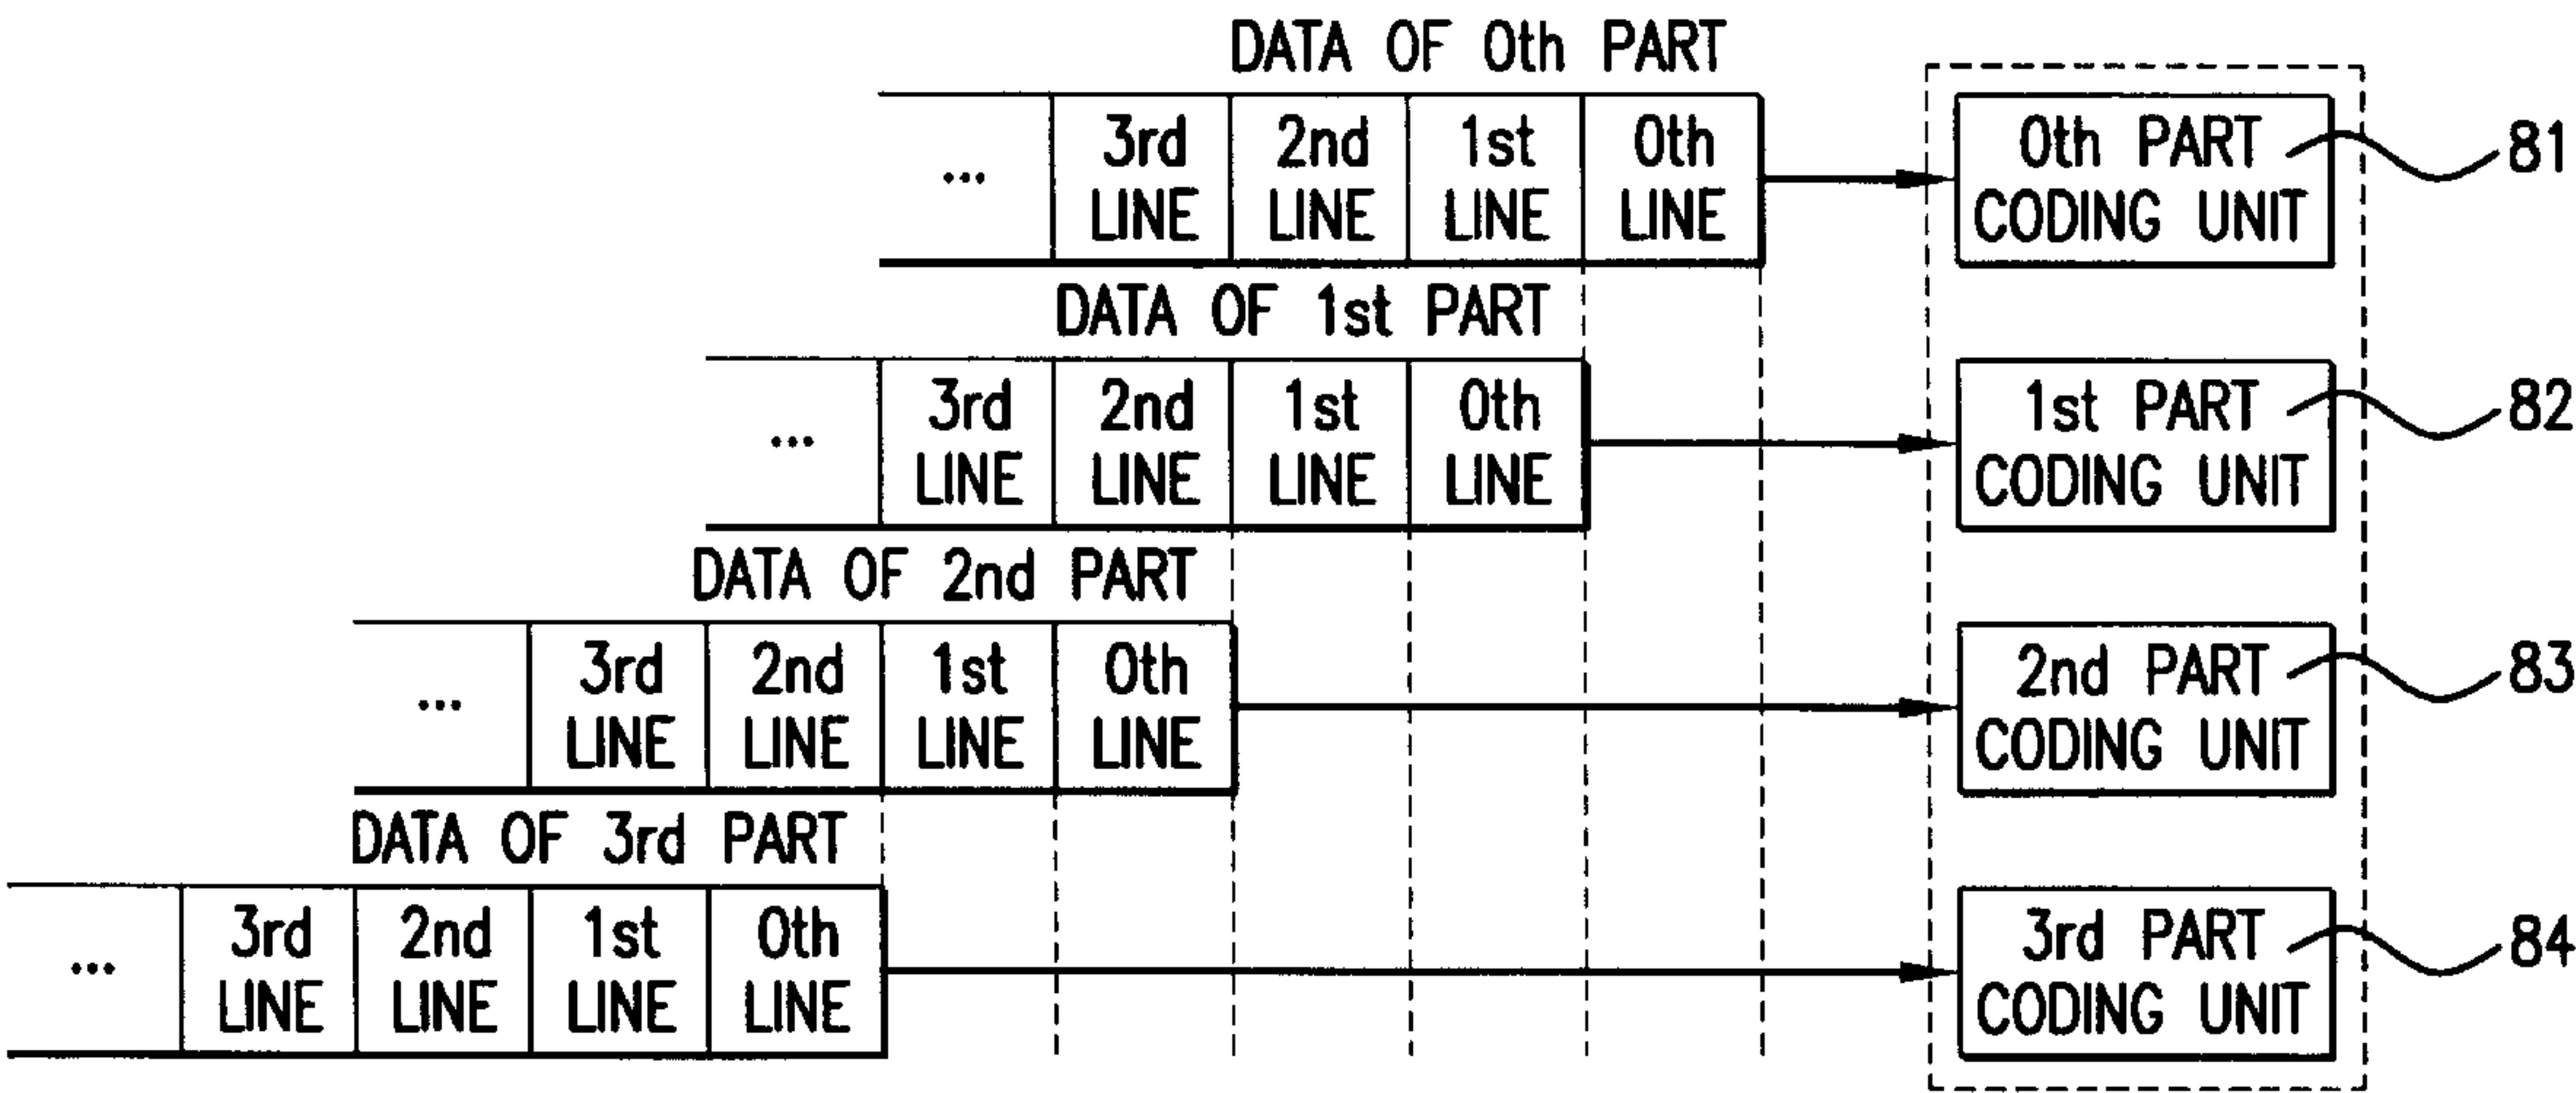 DATA OF 0th PART
... 3rd LINE 2nd LINE 1st LINE 0th LINE
0th PART CODING UNIT
81
DATA OF 1st PART
... 3rd LINE 2nd LINE 1st LINE 0th LINE
1st PART CODING UNIT
82
DATA OF 2nd PART
... 3rd LINE 2nd LINE 1st LINE 0th LINE
2nd PART CODING UNIT
83
DATA OF 3rd PART
... 3rd LINE 2nd LINE 1st LINE 0th LINE
3rd PART CODING UNIT
84